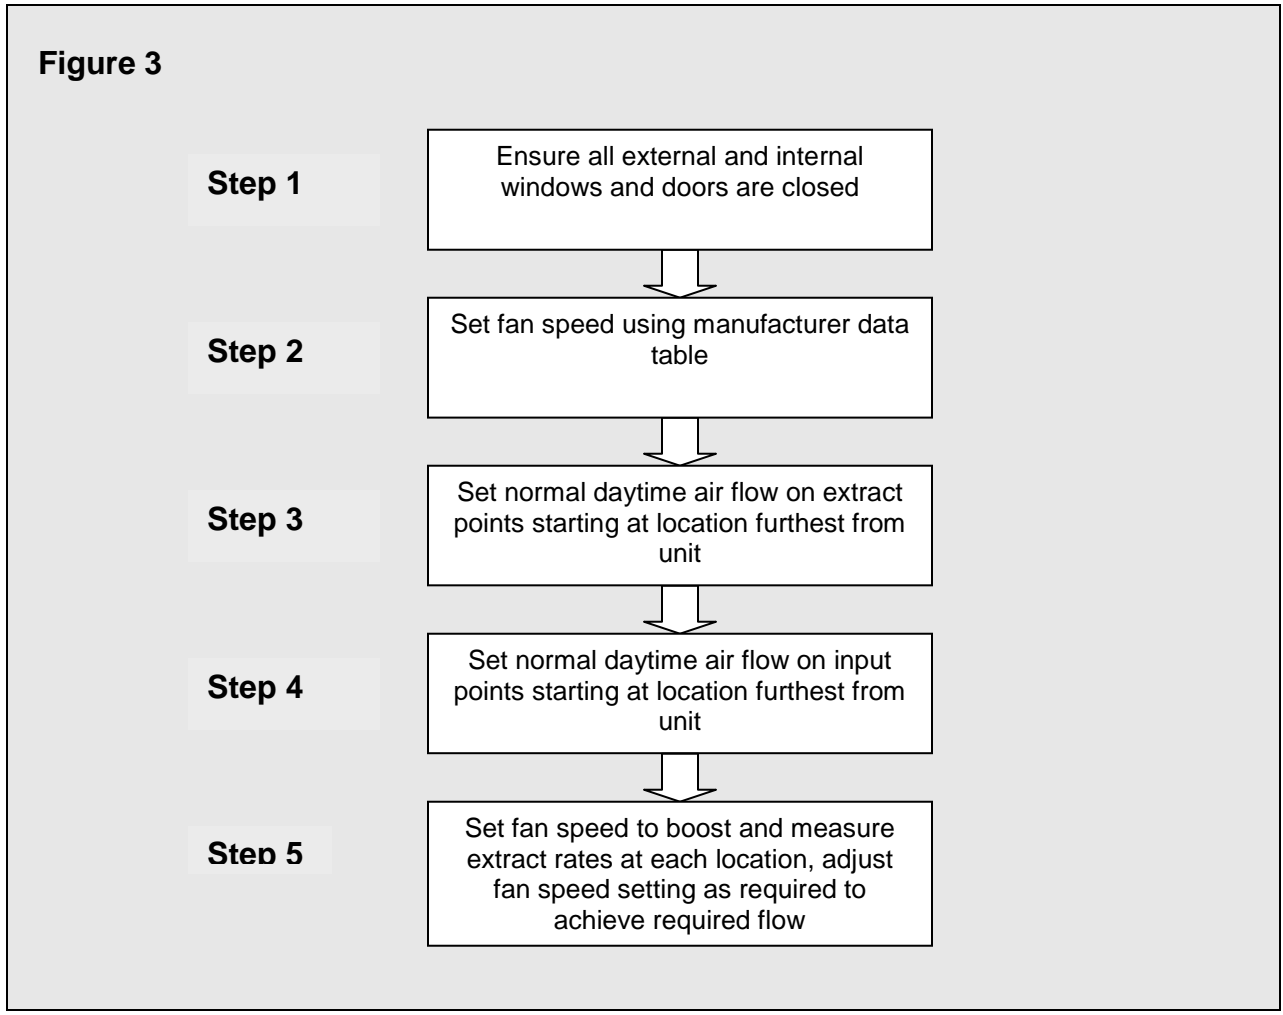 Figure 3
Step 1
Ensure all external and internal
windows and doors are closed
Step 2
Set fan speed using manufacturer data
table
Step 3
Set normal daytime air flow on extract
points starting at location furthest from
unit
Step 4
Set normal daytime air flow on input
points starting at location furthest from
unit
Step 5
Set fan speed to boost and measure
extract rates at each location, adjust
fan speed setting as required to
achieve required flow